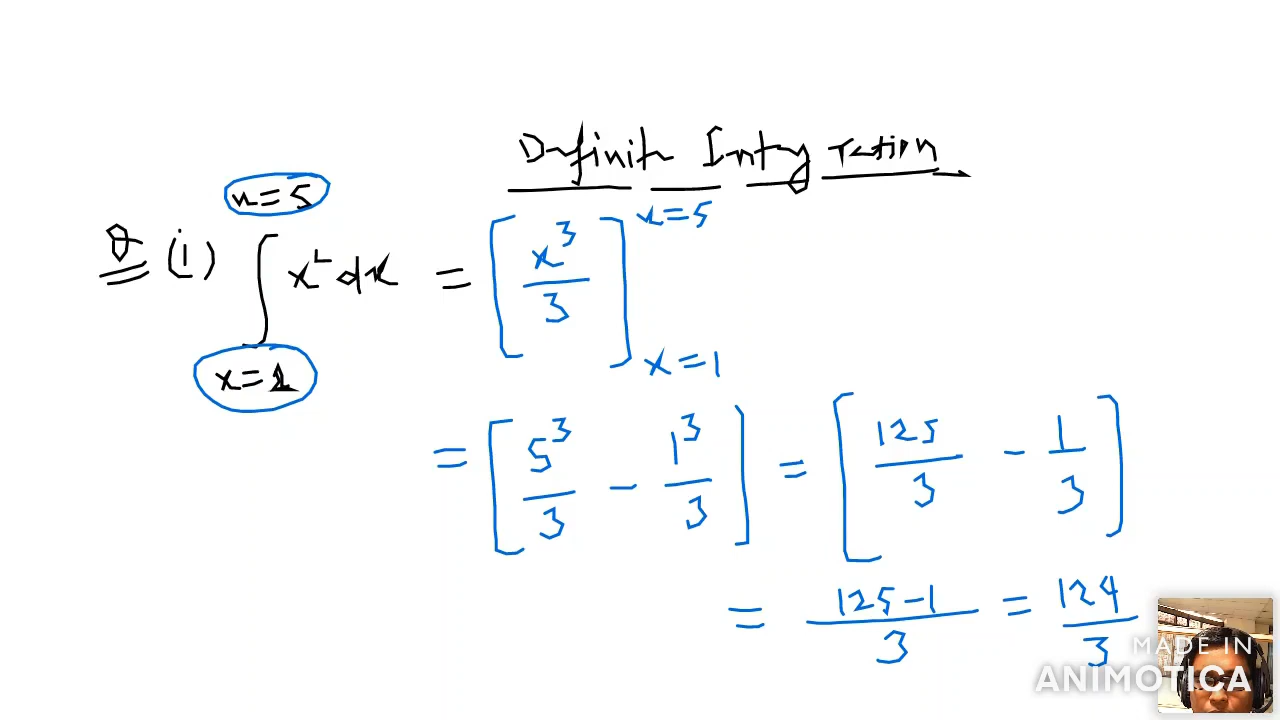 Definite Integration
Q (i) ∫_{x=1}^{x=5} x² dx = [x³/3]_{x=1}^{x=5}
= [5³/3 - 1³/3] = [125/3 - 1/3]
= 125-1/3 = 124/3
MADE IN
ANIMOTICA